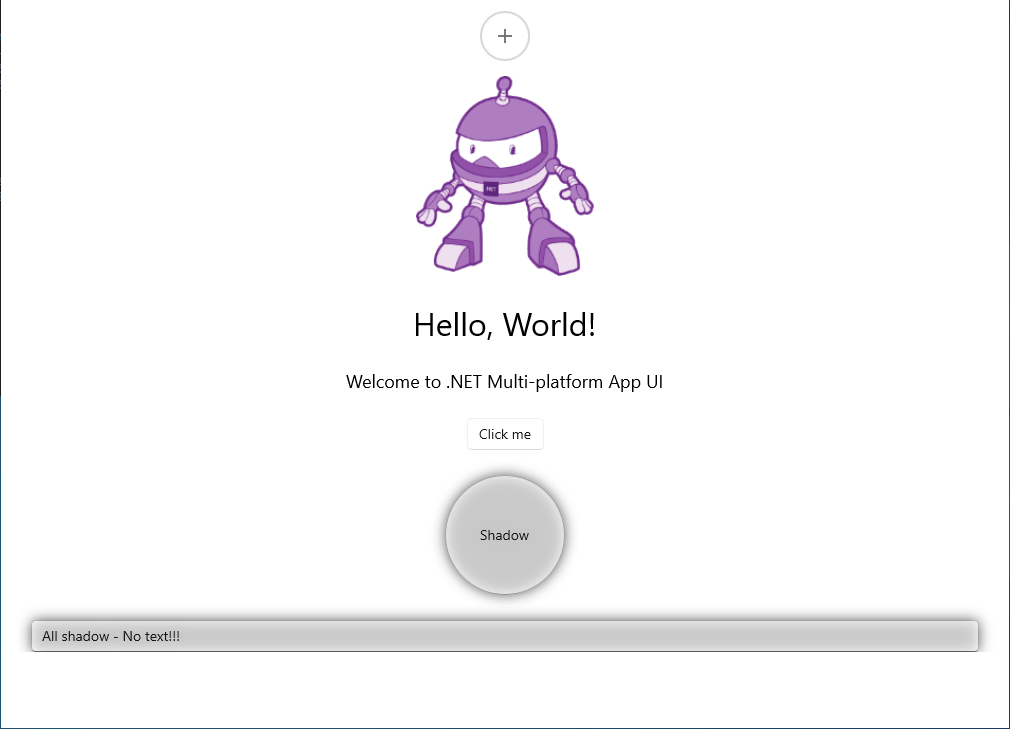 +
.NET
Hello, World!
Welcome to .NET Multi-platform App UI
Click me
Shadow
All shadow - No text!!!